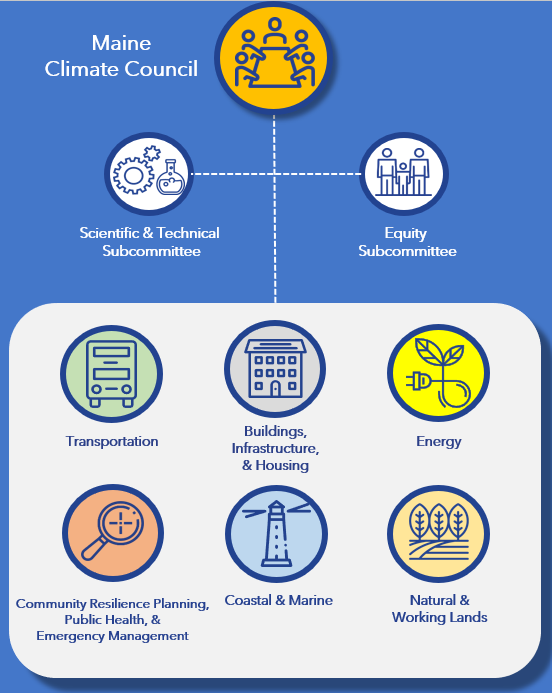 Maine
Climate Council
Scientific & Technical
Subcommittee
Equity
Subcommittee
Transportation
Buildings,
Infrastructure,
& Housing
Energy
Community Resilience Planning,
Public Health, &
Emergency Management
Coastal & Marine
Natural &
Working Lands